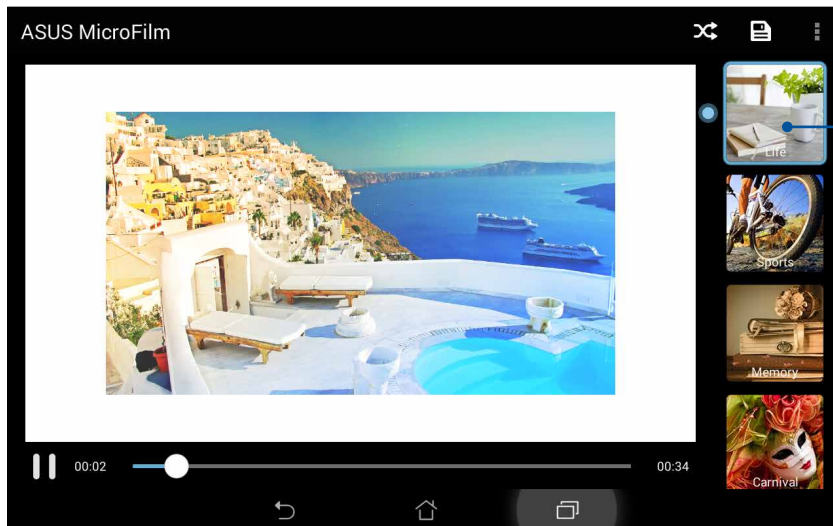 ASUS MicroFilm
Life
Sports
Memory
Carnival
00:02
00:34